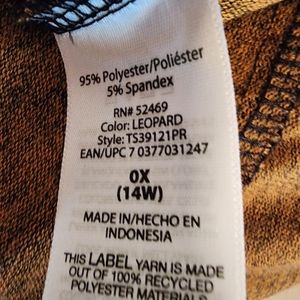 95% Polyester/Poliéster
5% Spandex
RN# 52469
Color: LEOPARD
Style: TS39121PR
EAN/UPC 7 0377031247
0X
(14W)
MADE IN/HECHO EN
INDONESIA
THIS LABEL YARN IS MADE
OUT OF 100% RECYCLED
POLYESTER MATERIALS